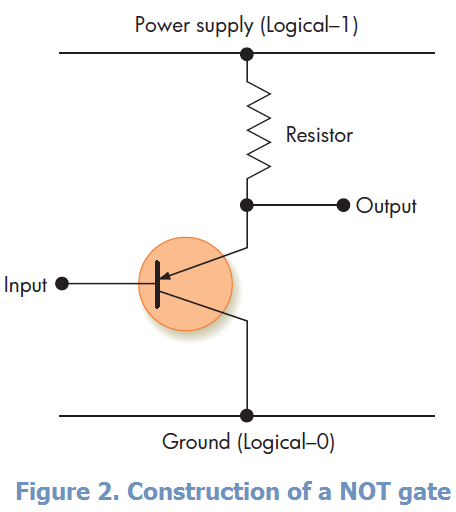 Power supply (Logical–1)
Resistor
Output
Input
Ground (Logical–0)
Figure 2. Construction of a NOT gate